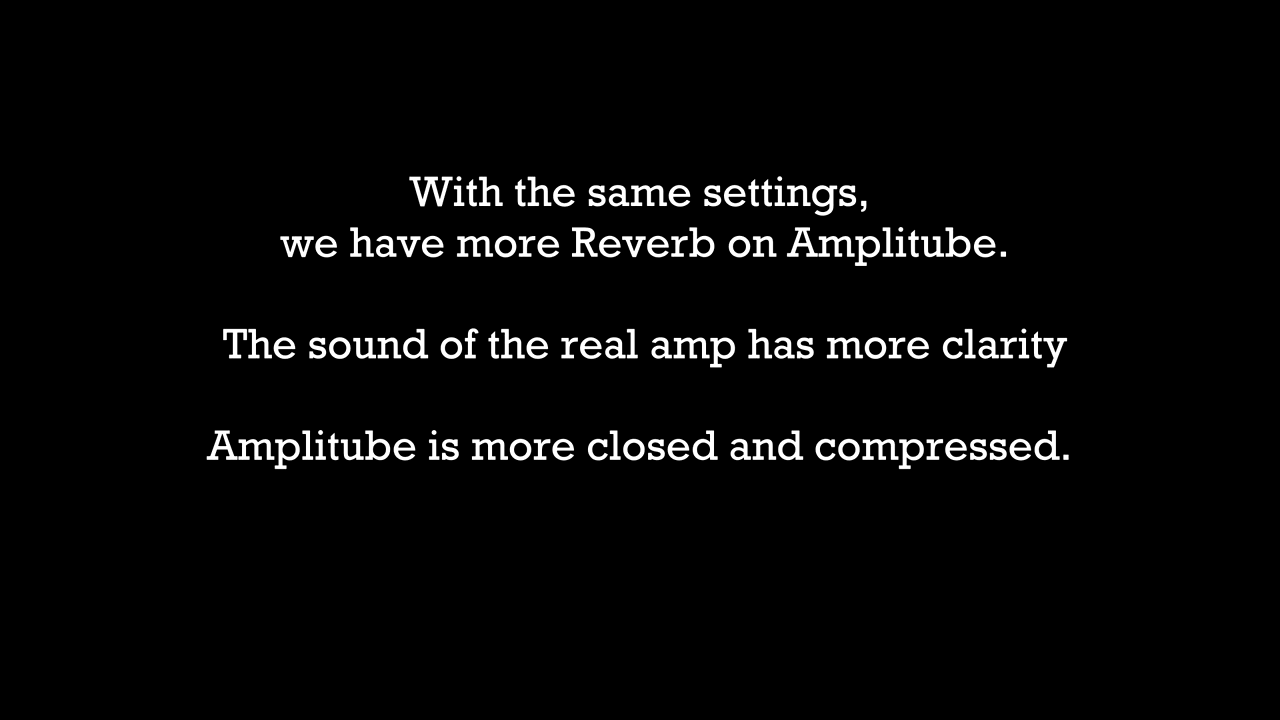 With the same settings,
we have more Reverb on Amplitube.
The sound of the real amp has more clarity
Amplitube is more closed and compressed.